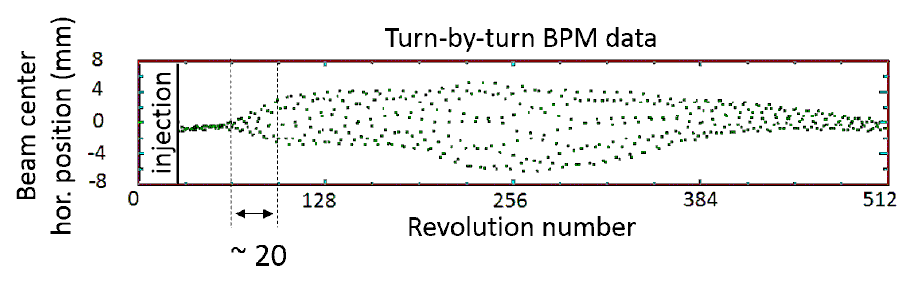 Turn-by-turn BPM data
Beam center
hor. position (mm)
8
4
0
-4
-8
injection
0
128
256
384
512
Revolution number
~ 20